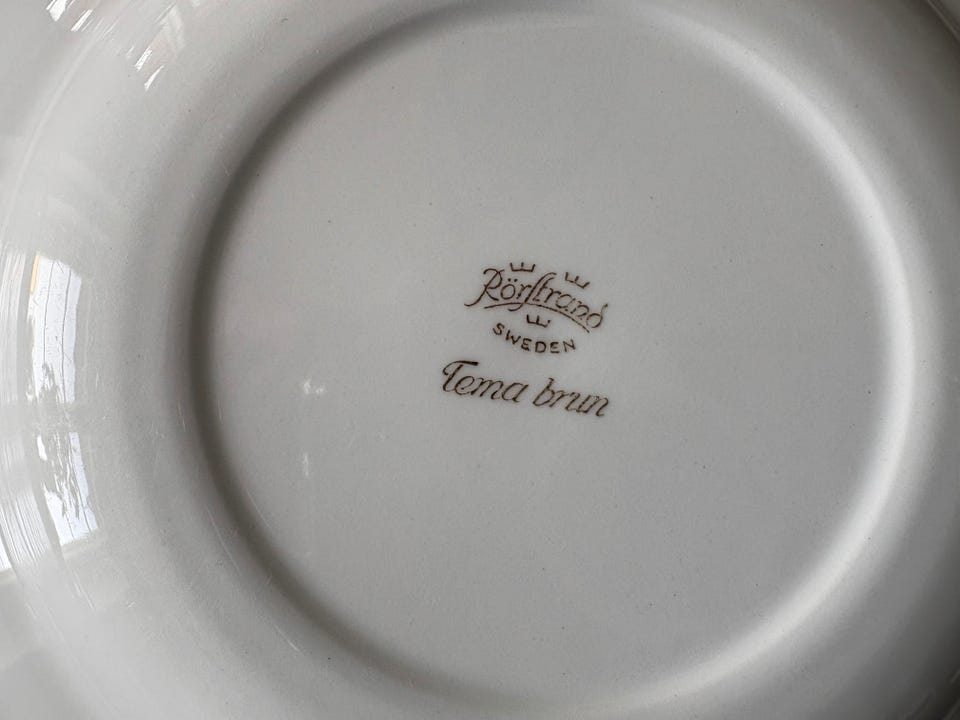 Rörstrand
SWEDEN
Tema brun